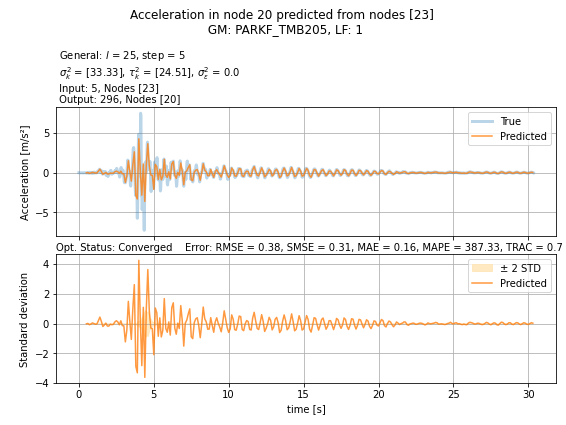 Acceleration in node 20 predicted from nodes [23]
GM: PARKF_TMB205, LF: 1
General: l = 25, step = 5
σ²ₖ = [33.33], τ²ₖ = [24.51], σ²ε = 0.0
Input: 5, Nodes [23]
Output: 296, Nodes [20]
Acceleration [m/s²]
5
0
−5
True
Predicted
Opt. Status: Converged Error: RMSE = 0.38, SMSE = 0.31, MAE = 0.16, MAPE = 387.33, TRAC = 0.7
Standard deviation
4
2
0
−2
−4
± 2 STD
Predicted
0 5 10 15 20 25 30
time [s]